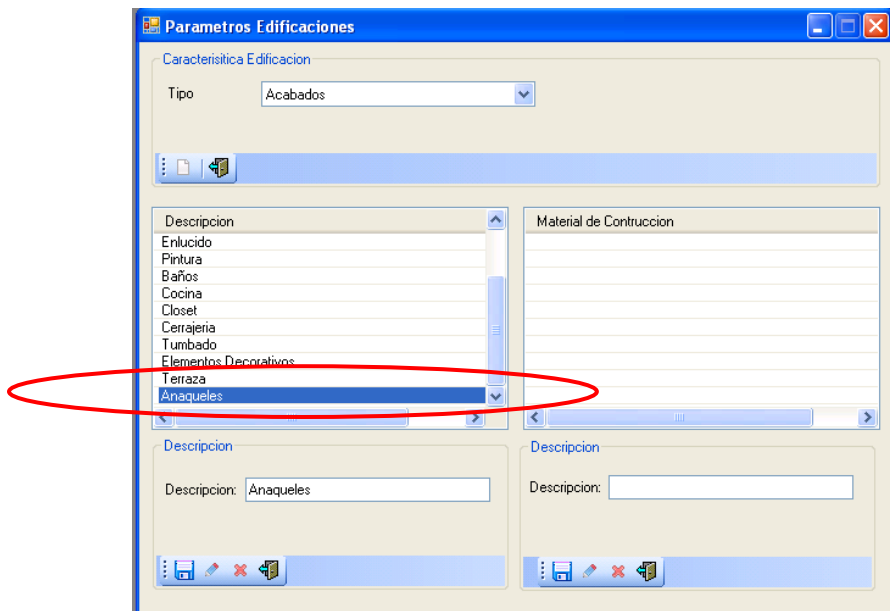 Parametros Edificaciones
Caracterisitica Edificacion
Tipo
Acabados
Descripcion
Enlucido
Pintura
Baños
Cocina
Closet
Cerrajeria
Tumbado
Elementos Decorativos
Terraza
Anaqueles
Material de Contruccion
Descripcion
Descripcion: Anaqueles
Descripcion
Descripcion: